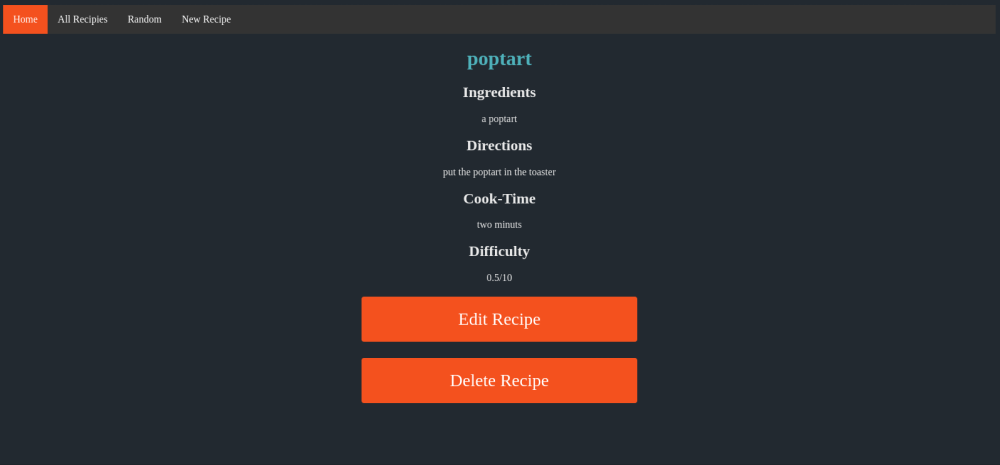 Home All Recipies Random New Recipe
poptart
Ingredients
a poptart
Directions
put the poptart in the toaster
Cook-Time
two minuts
Difficulty
0.5/10
Edit Recipe
Delete Recipe